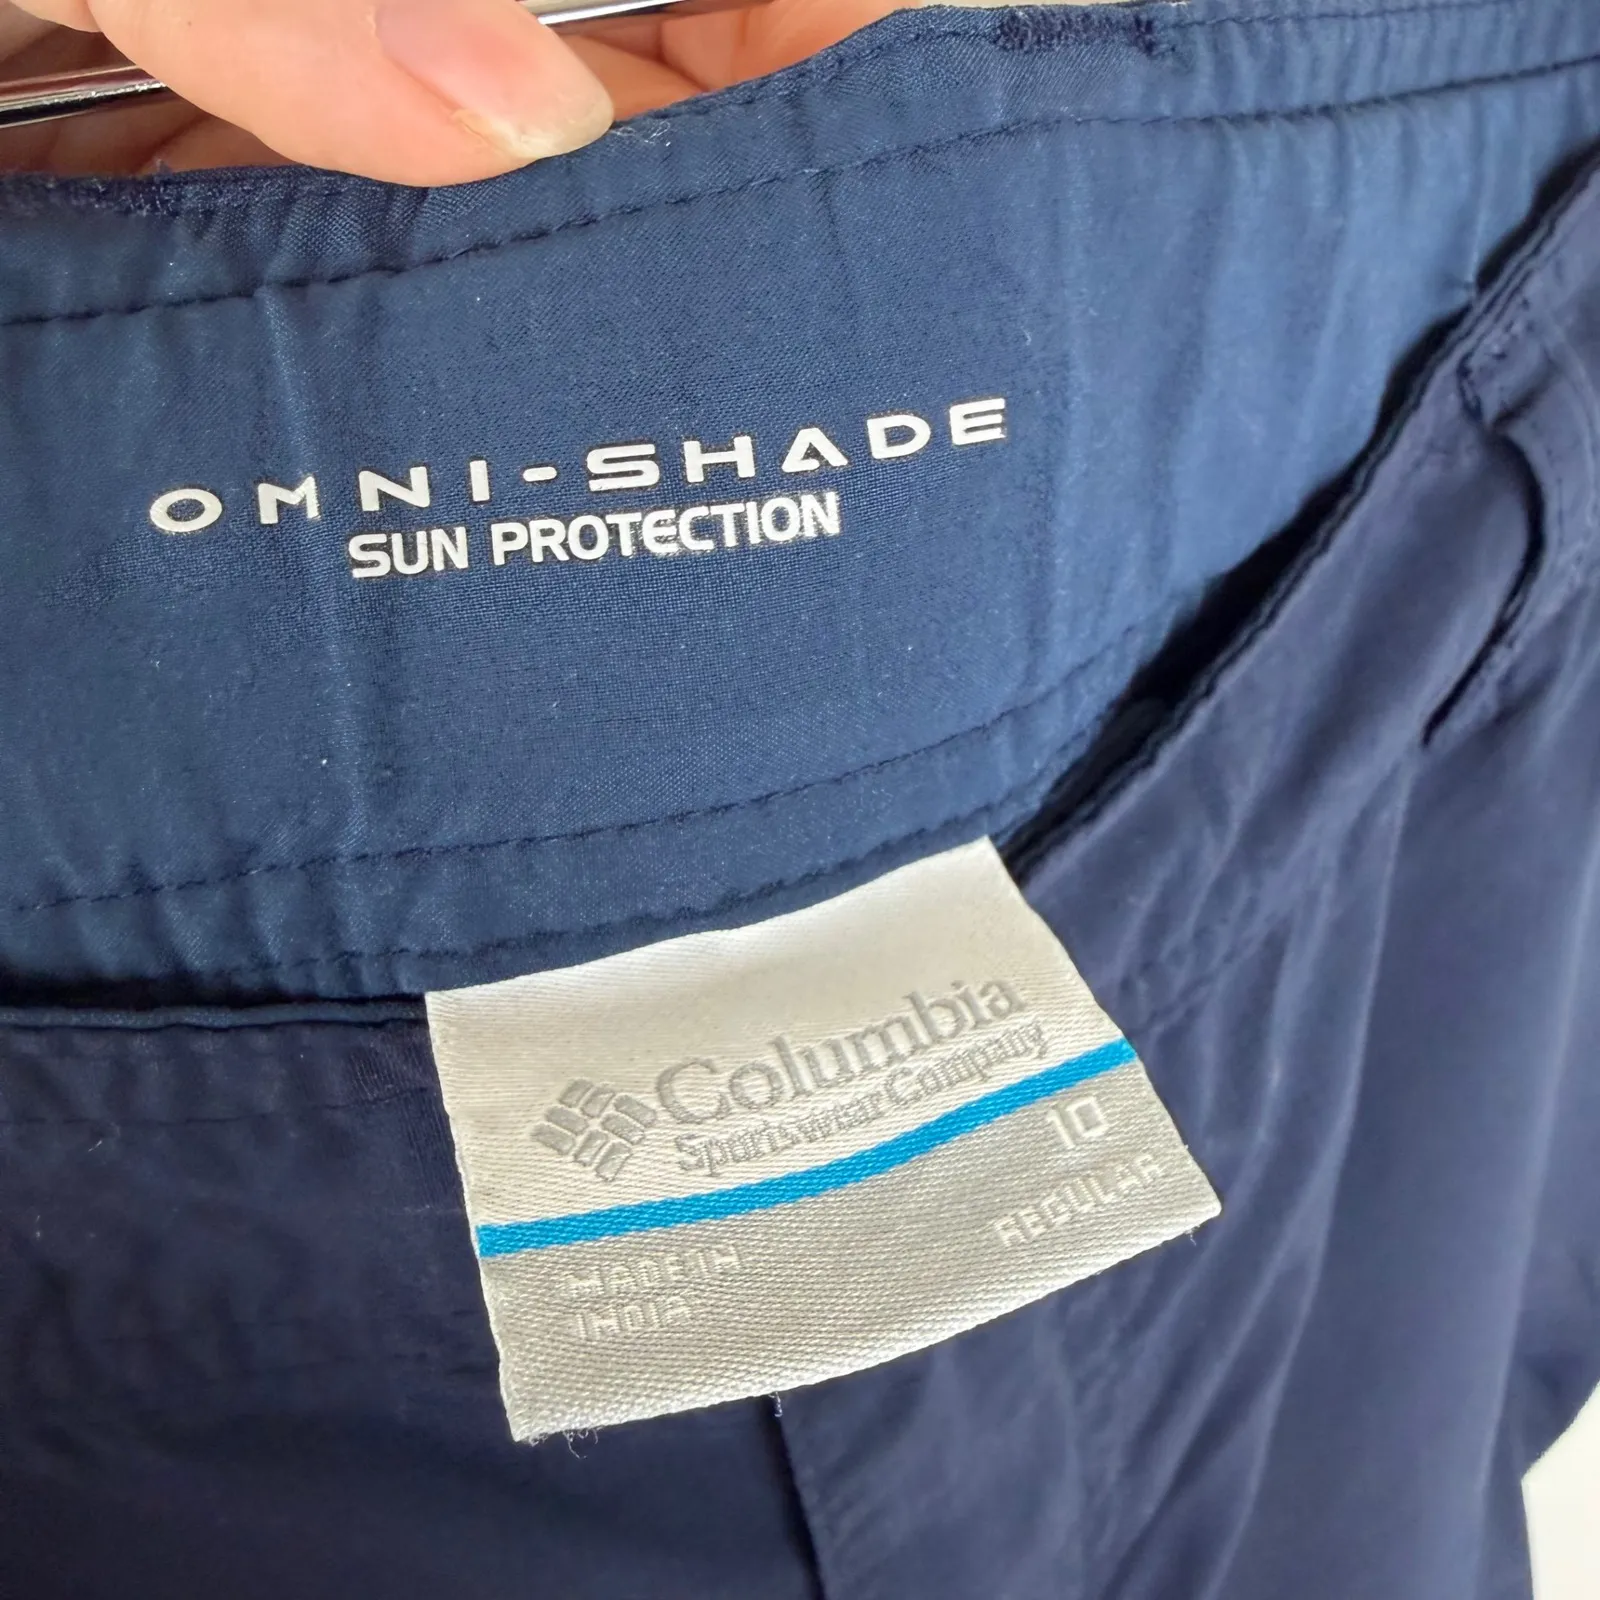 OMNI-SHADE
SUN PROTECTION
Columbia
Sportswear Company
10
REGULAR
MADE IN
INDIA